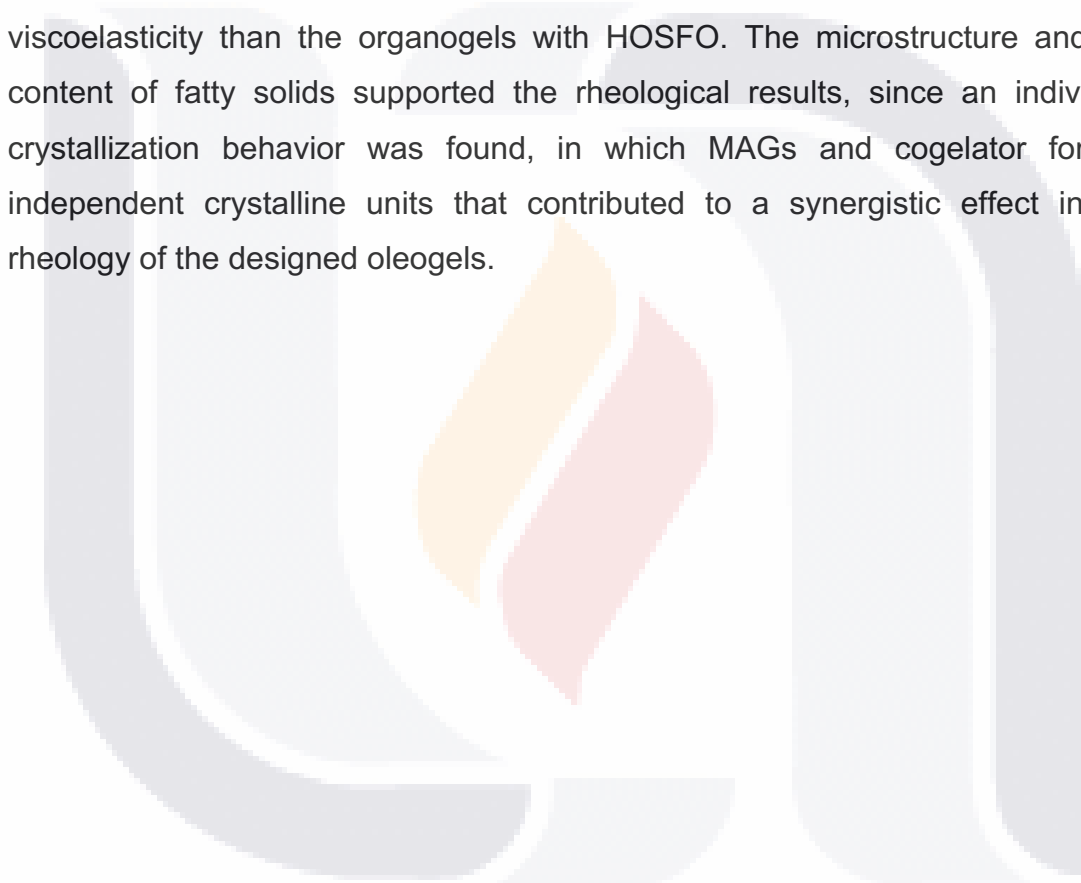 viscoelasticity than the organogels with HOSFO. The microstructure and
content of fatty solids supported the rheological results, since an indiv
crystallization behavior was found, in which MAGs and cogelator for
independent crystalline units that contributed to a synergistic effect in
rheology of the designed oleogels.